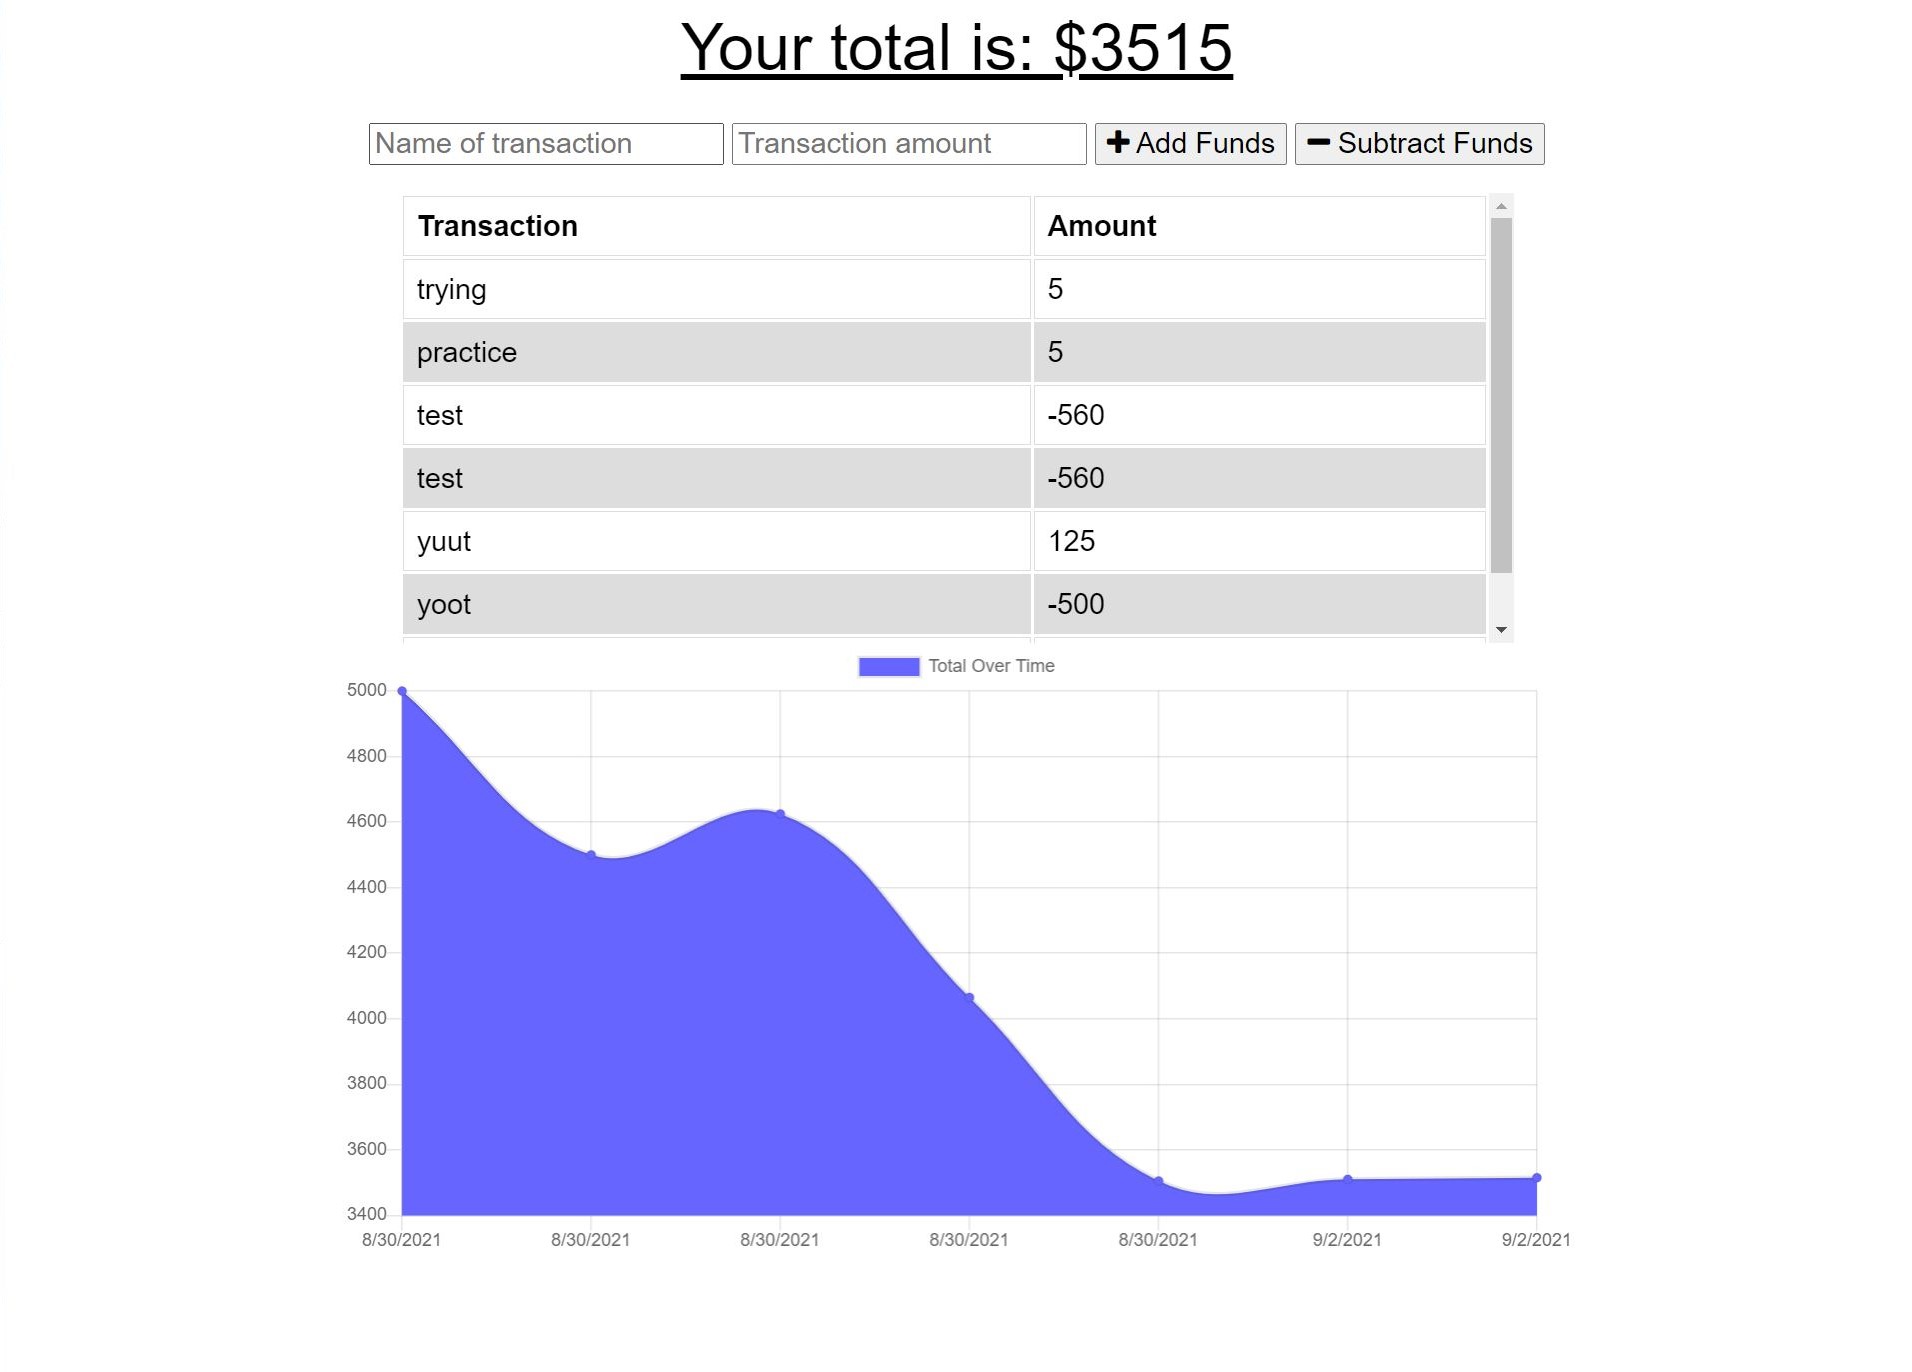 Your total is: $3515
Name of transaction Transaction amount Add Funds Subtract Funds
Transaction Amount
trying 5
practice 5
test -560
test -560
yuut 125
yoot -500
Total Over Time
5000
4800
4600
4400
4200
4000
3800
3600
3400
8/30/2021 8/30/2021 8/30/2021 8/30/2021 8/30/2021 9/2/2021 9/2/2021